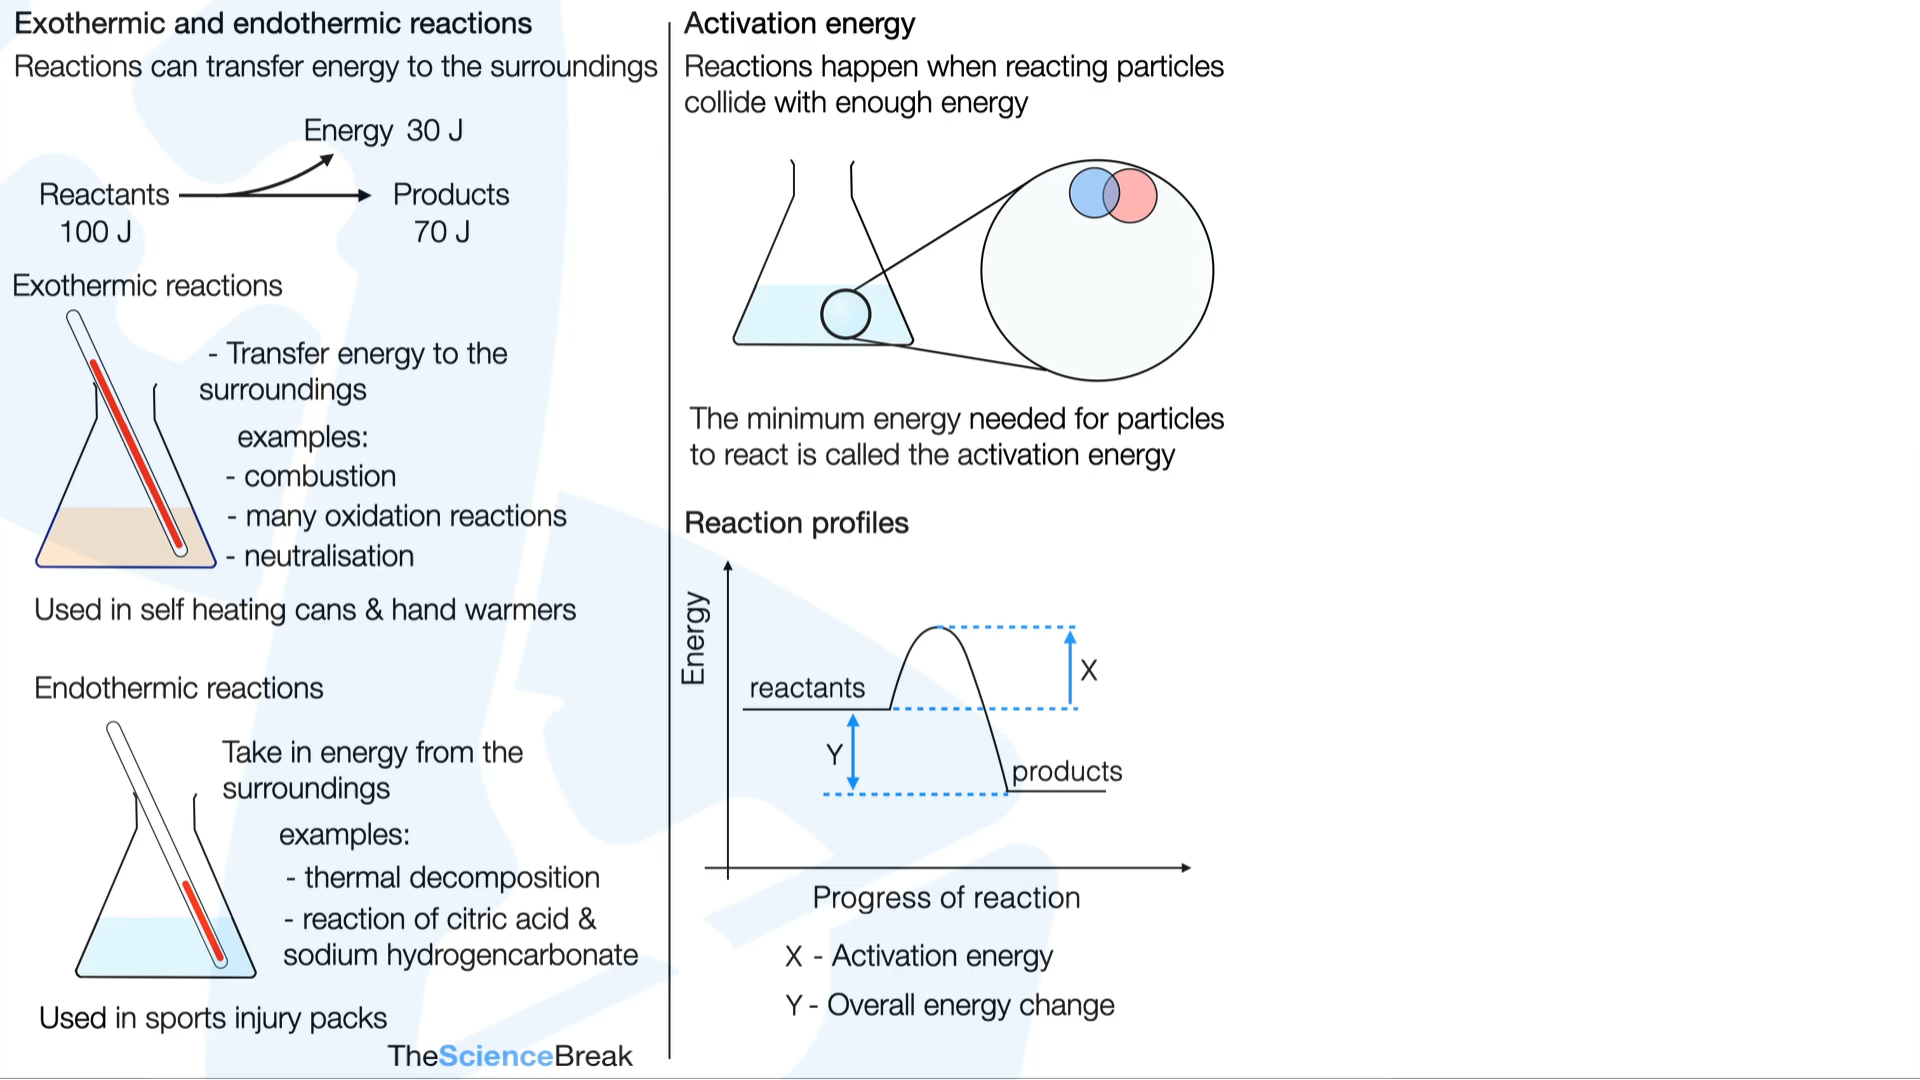 Exothermic and endothermic reactions
Reactions can transfer energy to the surroundings
Energy 30 J
Reactants
Products
100 J
70 J
Exothermic reactions
- Transfer energy to the
surroundings
examples:
- combustion
- many oxidation reactions
- neutralisation
Used in self heating cans & hand warmers
Endothermic reactions
Take in energy from the
surroundings
examples:
- thermal decomposition
- reaction of citric acid &
sodium hydrogencarbonate
Used in sports injury packs
TheScienceBreak
Activation energy
Reactions happen when reacting particles
collide with enough energy
The minimum energy needed for particles
to react is called the activation energy
Reaction profiles
Energy
reactants
X
Y
products
Progress of reaction
X - Activation energy
Y - Overall energy change